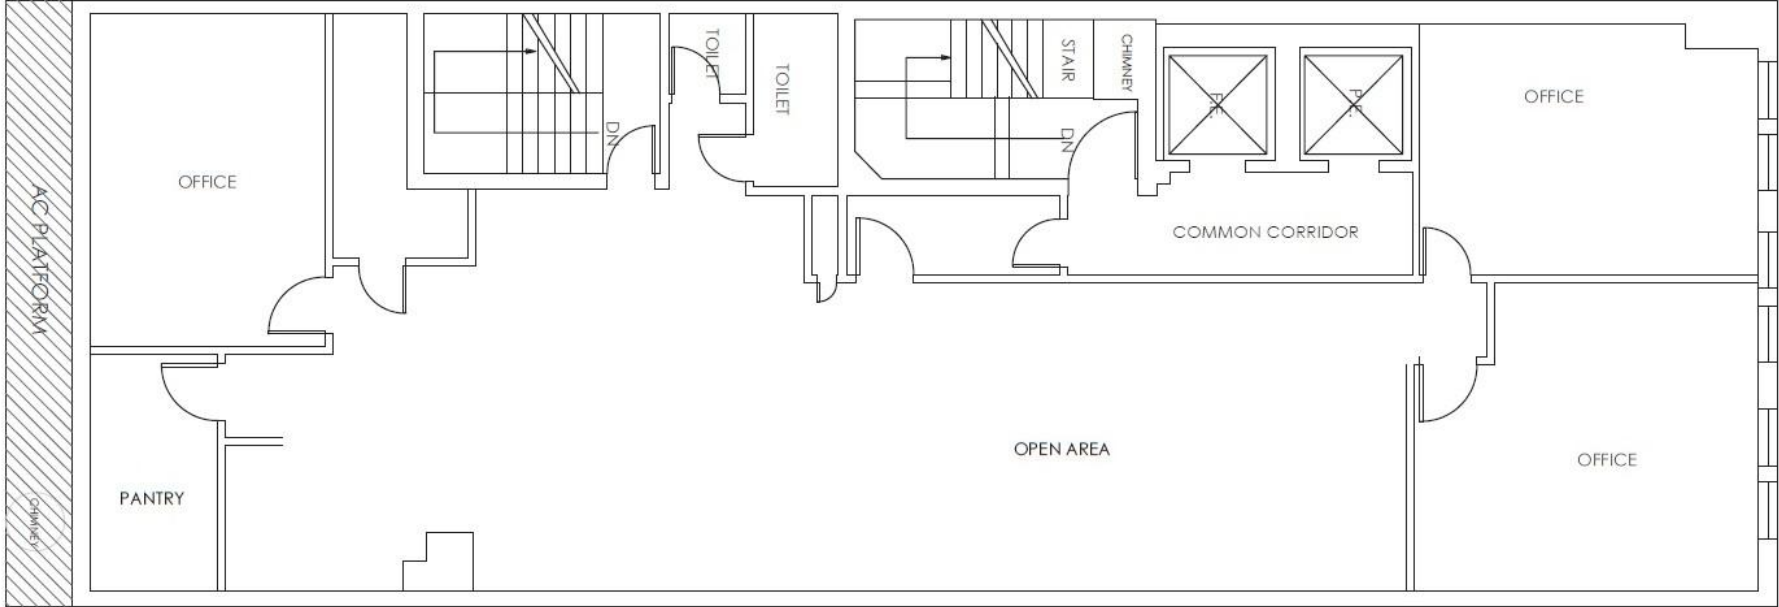 AC PLATFORM
CHIMNEY
OFFICE
PANTRY
DN
TOILET
TOILET
STAIR
CHIMNEY
DN
F.E.
P.E.
COMMON CORRIDOR
OPEN AREA
OFFICE
OFFICE